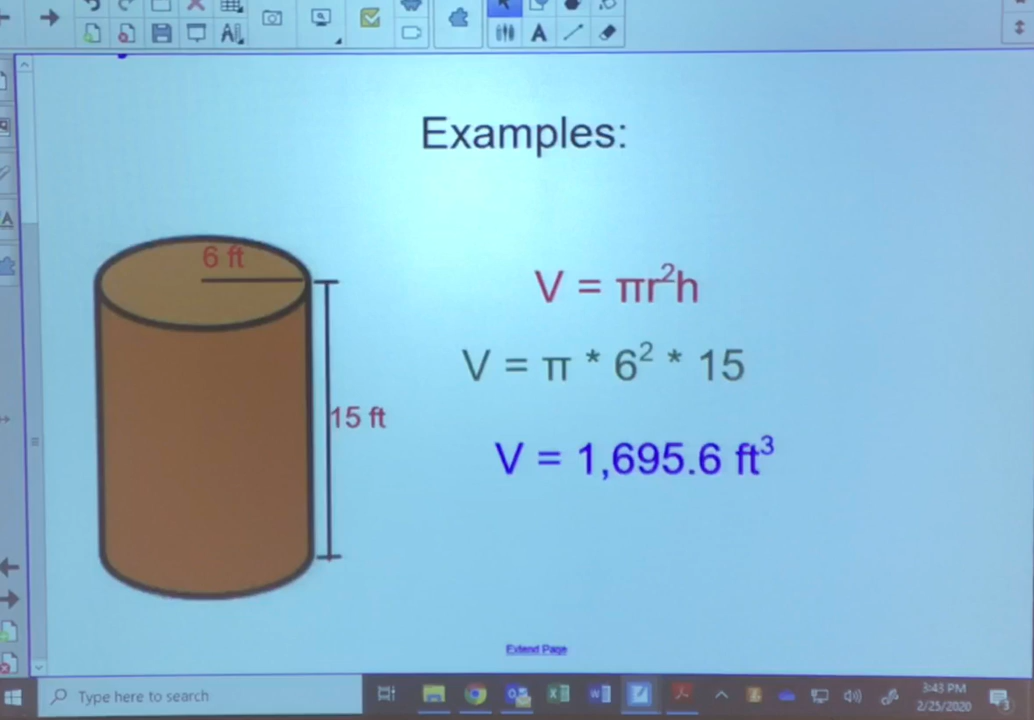 Examples:
6 ft
V = πr²h
V = π * 6² * 15
15 ft
V = 1,695.6 ft³
Extend Page
Type here to search
3:43 PM
2/25/2020